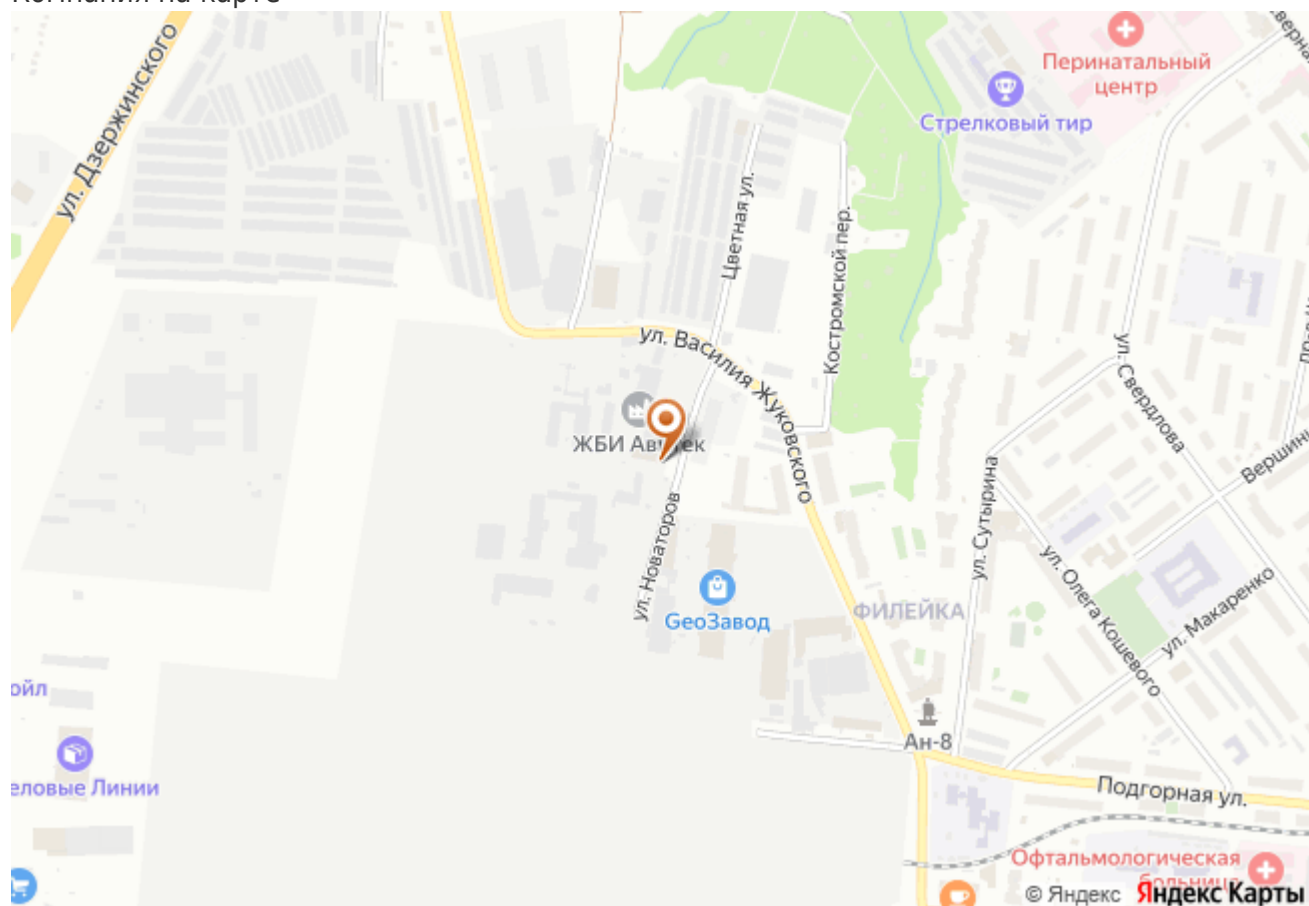 ул. Дзержинского
Перинатальный
центр
Стрелковый тир
Цветная ул.
Костромской пер.
ул. Василия Жуковского
ул. Свердлова
ЖБИ Авитек
ул. Сутырина
ул. Новаторов
ул. Олега Кошевого
ул. Макаренко
GeoЗавод
ФИЛЕЙКА
ойл
Ан-8
еловые Линии
Подгорная ул.
Офтальмологическая
больница
© Яндекс Яндекс Карты